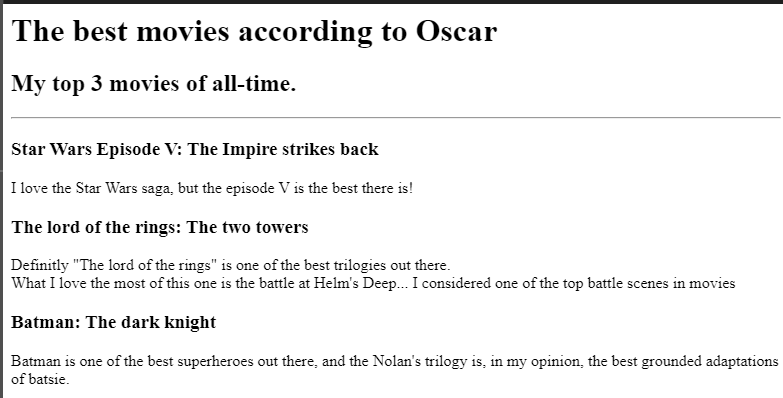 The best movies according to Oscar
My top 3 movies of all-time.
Star Wars Episode V: The Impire strikes back
I love the Star Wars saga, but the episode V is the best there is!
The lord of the rings: The two towers
Definitly "The lord of the rings" is one of the best trilogies out there.
What I love the most of this one is the battle at Helm's Deep... I considered one of the top battle scenes in movies
Batman: The dark knight
Batman is one of the best superheroes out there, and the Nolan's trilogy is, in my opinion, the best grounded adaptations
of batsie.